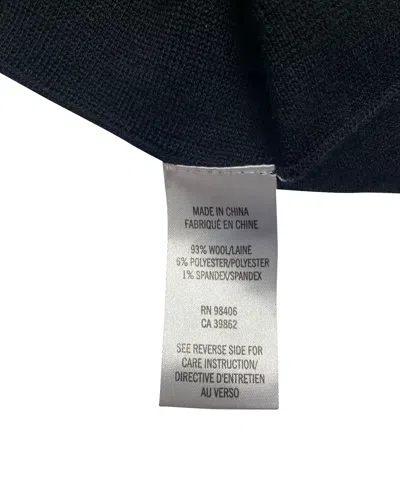 MADE IN CHINA
FABRIQUÉ EN CHINE
93% WOOL/LAINE
6% POLYESTER/POLYESTER
1% SPANDEX/SPANDEX
RN 98406
CA 39862
SEE REVERSE SIDE FOR
CARE INSTRUCTION/
DIRECTIVE D'ENTRETIEN
AU VERSO